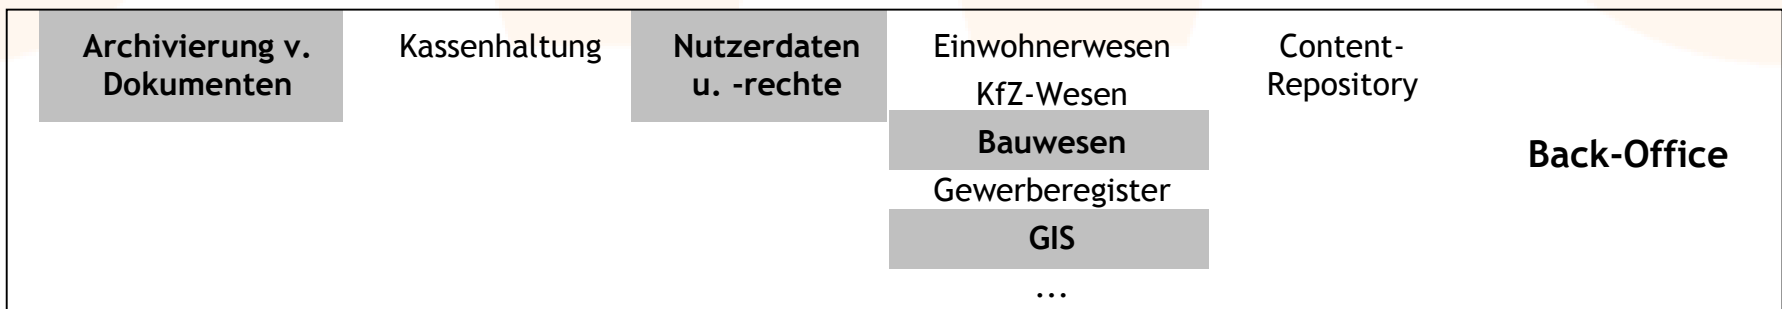 Archivierung v.
Dokumenten
Kassenhaltung
Nutzerdaten
u. -rechte
Einwohnerwesen
KfZ-Wesen
Bauwesen
Gewerberegister
GIS
...
Content-
Repository
Back-Office